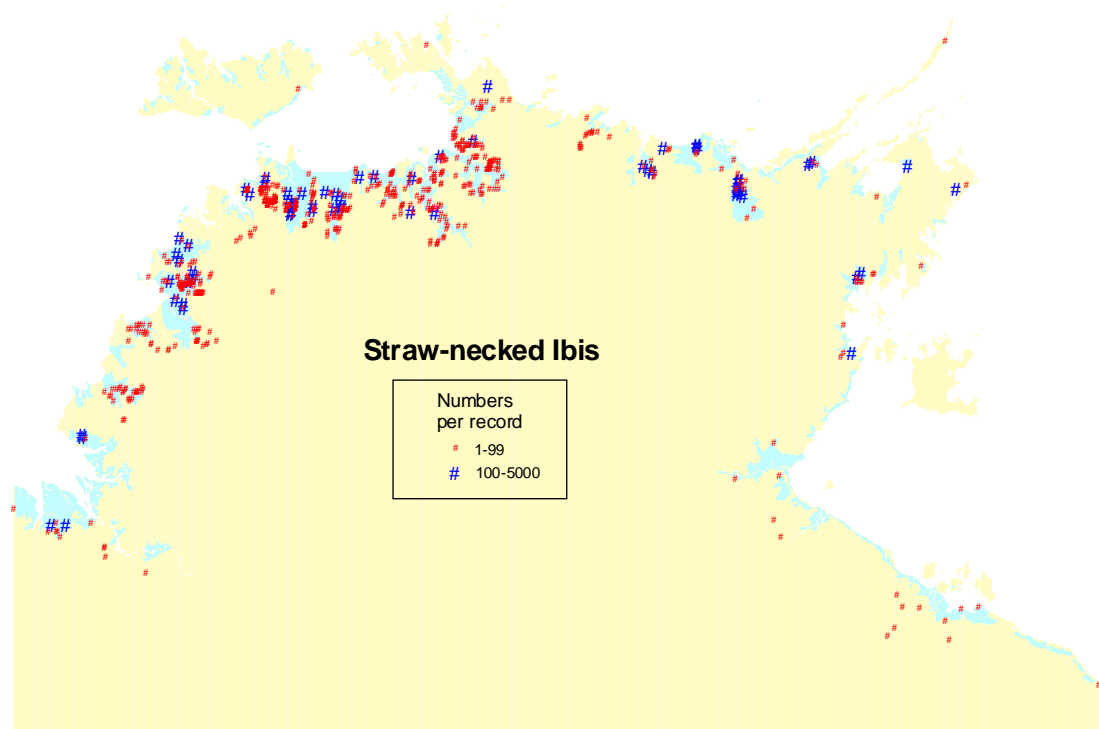 Straw-necked Ibis
Numbers
per record
# 1-99
# 100-5000